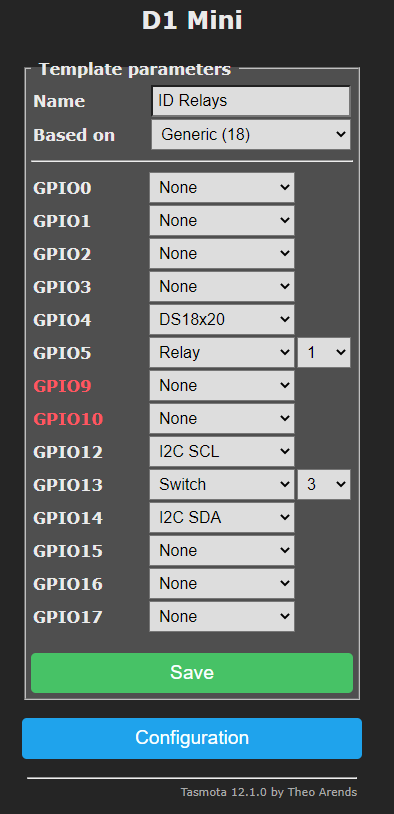 D1 Mini
Template parameters
Name ID Relays
Based on Generic (18)
GPIO0 None
GPIO1 None
GPIO2 None
GPIO3 None
GPIO4 DS18x20
GPIO5 Relay 1
GPIO9 None
GPIO10 None
GPIO12 I2C SCL
GPIO13 Switch 3
GPIO14 I2C SDA
GPIO15 None
GPIO16 None
GPIO17 None
Save
Configuration
Tasmota 12.1.0 by Theo Arends